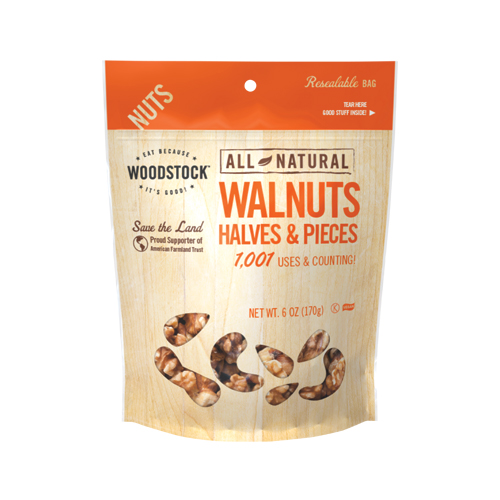 Resealable BAG
NUTS
TEAR HERE
GOOD STUFF INSIDE!
EAT BECAUSE
WOODSTOCK
IT'S GOOD!
ALL NATURAL
WALNUTS
HALVES & PIECES
1,001 USES & COUNTING!
Save the Land
Proud Supporter of
American Farmland Trust
NET WT. 6 OZ (170g)